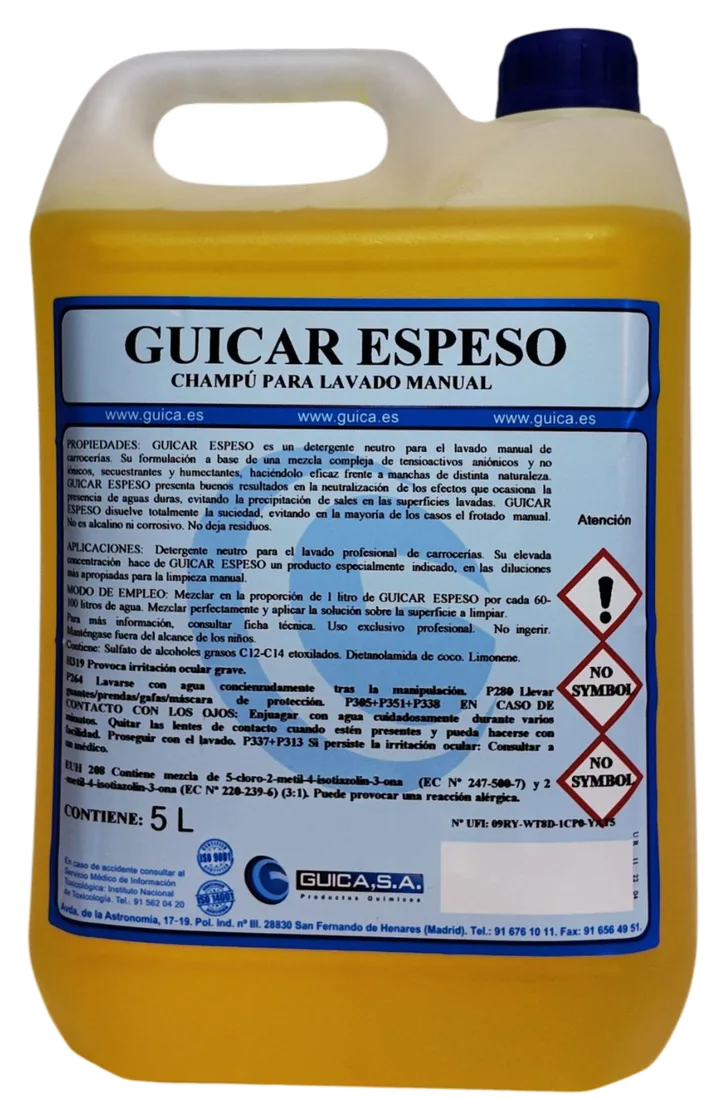 GUICAR ESPESO
CHAMPÚ PARA LAVADO MANUAL
www.guica.es www.guica.es www.guica.es
PROPIEDADES: GUICAR ESPESO es un detergente neutro para el lavado manual de
carrocerías. Su formulación a base de una mezcla compleja de tensioactivos aniónicos y no
iónicos, secuestrantes y humectantes, haciéndolo eficaz frente a manchas de distinta naturaleza.
GUICAR ESPESO presenta buenos resultados en la neutralización de los efectos que ocasiona la
presencia de aguas duras, evitando la precipitación de sales en las superficies lavadas. GUICAR
ESPESO disuelve totalmente la suciedad, evitando en la mayoría de los casos el frotado manual.
No es alcalino ni corrosivo. No deja residuos.
Atención
APLICACIONES: Detergente neutro para el lavado profesional de carrocerías. Su elevada
concentración hace de GUICAR ESPESO un producto especialmente indicado, en las diluciones
más apropiadas para la limpieza manual.
MODO DE EMPLEO: Mezclar en la proporción de 1 litro de GUICAR ESPESO por cada 60-
100 litros de agua. Mezclar perfectamente y aplicar la solución sobre la superficie a limpiar.
Para más información, consultar ficha técnica. Uso exclusivo profesional. No ingerir.
Manténgase fuera del alcance de los niños.
Contiene: Sulfato de alcoholes grasos C12-C14 etoxilados. Dietanolamida de coco. Limonene.
H319 Provoca irritación ocular grave.
P264 Lavarse con agua concienzudamente tras la manipulación. P280 Llevar
guantes/prendas/gafas/máscara de protección. P305+P351+P338 EN CASO DE
CONTACTO CON LOS OJOS: Enjuagar con agua cuidadosamente durante varios
minutos. Quitar las lentes de contacto cuando estén presentes y pueda hacerse con
facilidad. Proseguir con el lavado. P337+P313 Si persiste la irritación ocular: Consultar a
un médico.
NO
SYMBOL
NO
SYMBOL
EUH 208 Contiene mezcla de 5-cloro-2-metil-4-isotiazolin-3-ona (EC Nº 247-500-7) y 2
-metil-4-isotiazolin-3-ona (EC Nº 220-239-6) (3:1). Puede provocar una reacción alérgica.
CONTIENE: 5 L
Nº UFI: 09RY-WT8D-1CP0-
En caso de accidente consultar al
Servicio Médico de Información
Toxicológica: Instituto Nacional
de Toxicología. Tel.: 91 562 04 20
ISO 9001
ISO 14001
GUICA, S.A.
Productos Químicos
Avda. de la Astronomía, 17-19. Pol. Ind. nº III. 28830 San Fernando de Henares (Madrid). Tel.: 91 676 10 11. Fax: 91 656 49 51.